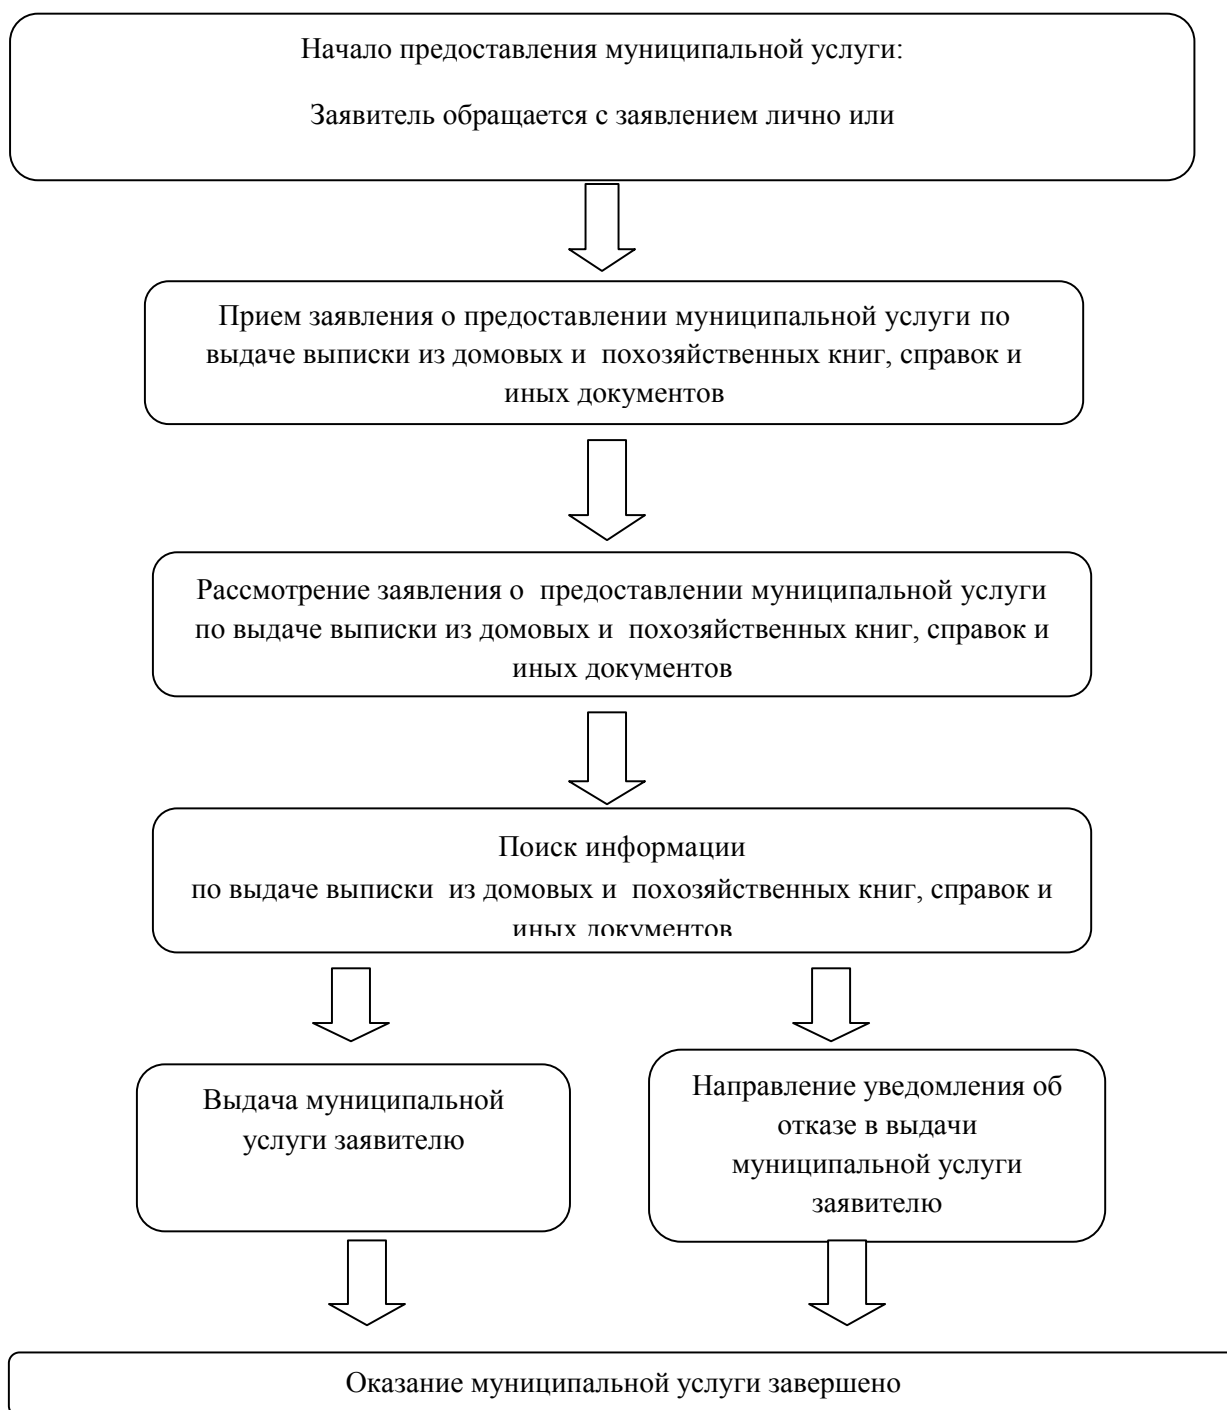 Начало предоставления муниципальной услуги:
Заявитель обращается с заявлением лично или
Прием заявления о предоставлении муниципальной услуги по
выдаче выписки из домовых и похозяйственных книг, справок и
иных документов
Рассмотрение заявления о предоставлении муниципальной услуги
по выдаче выписки из домовых и похозяйственных книг, справок и
иных документов
Поиск информации
по выдаче выписки из домовых и похозяйственных книг, справок и
иных документов
Выдача муниципальной
услуги заявителю
Направление уведомления об
отказе в выдачи
муниципальной услуги
заявителю
Оказание муниципальной услуги завершено